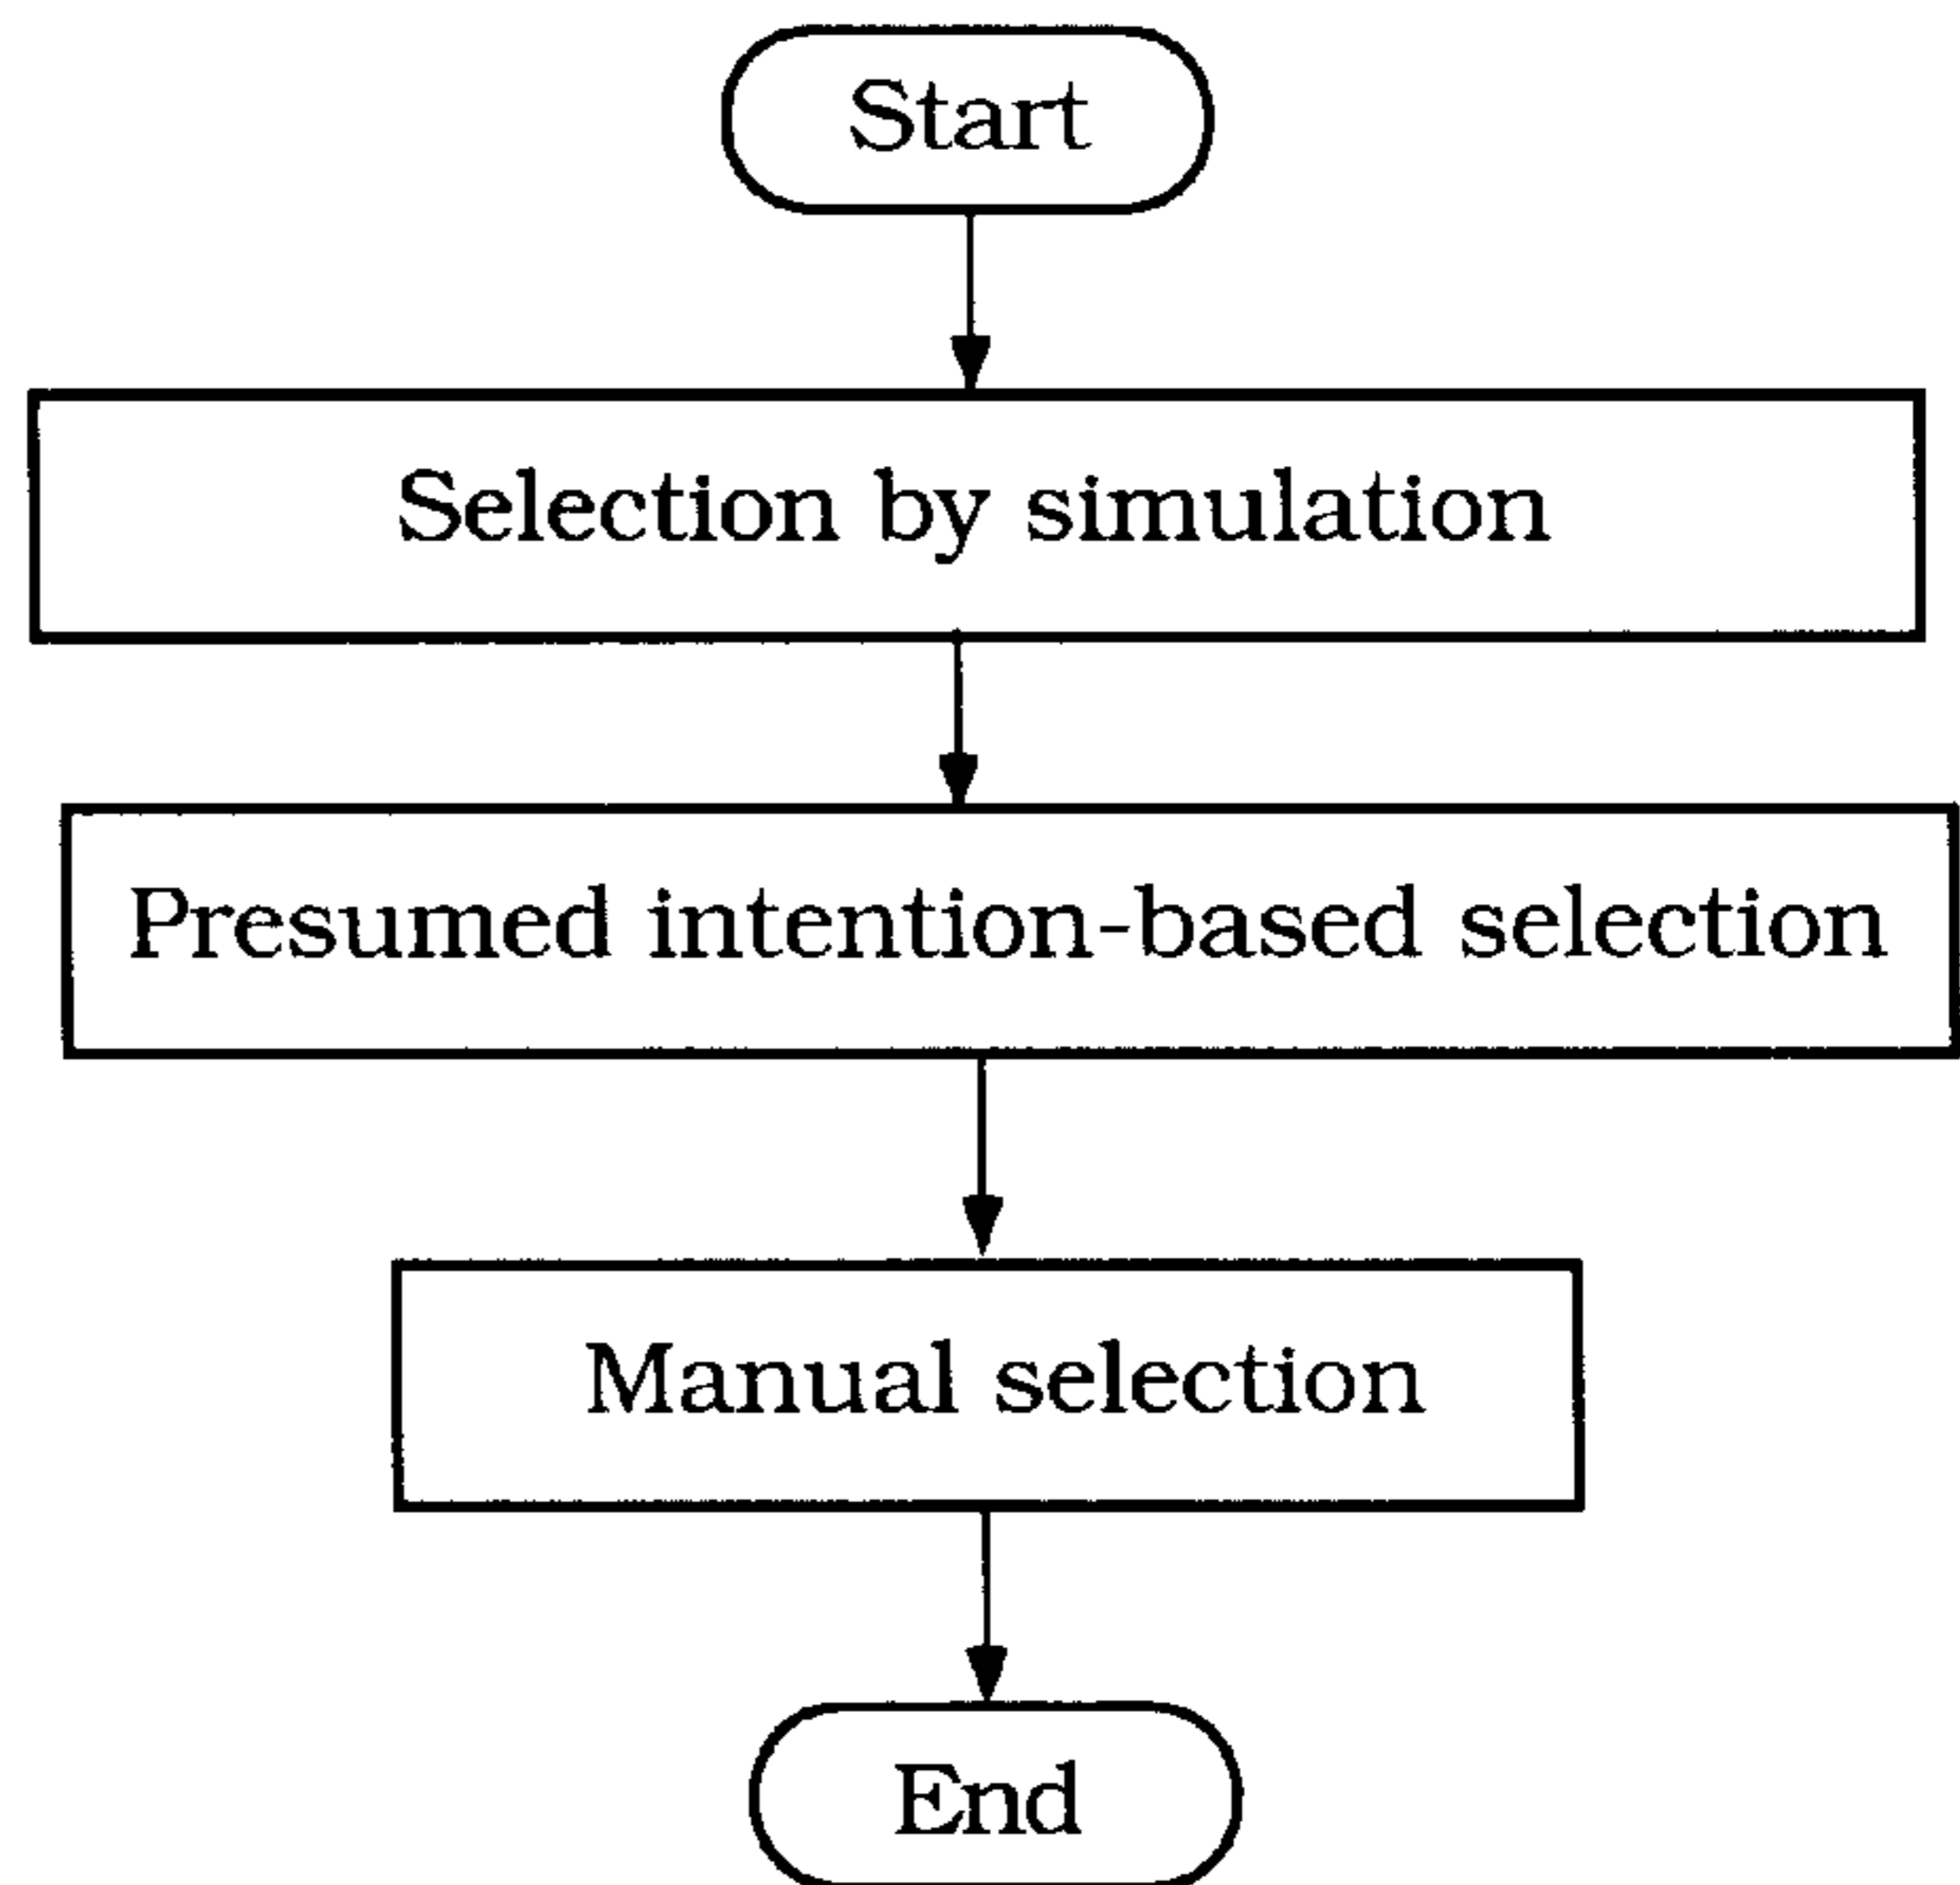 Start
Selection by simulation
Presumed intention-based selection
Manual selection
End